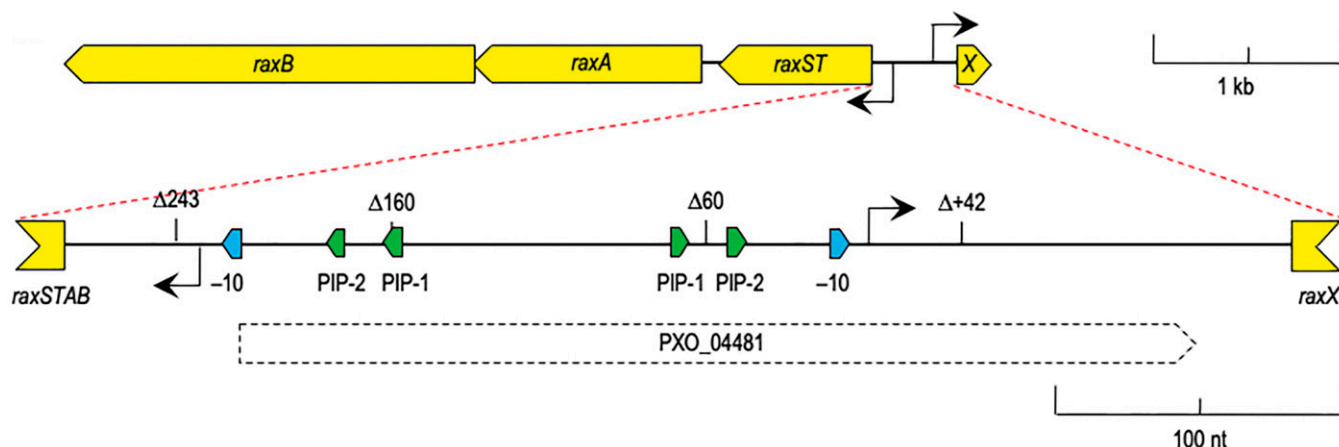 raxB raxA raxST X
1 kb
Δ243 Δ160 Δ60 Δ+42
–10 PIP-2 PIP-1 PIP-1 PIP-2 –10
raxSTAB raxX
PXO_04481
100 nt